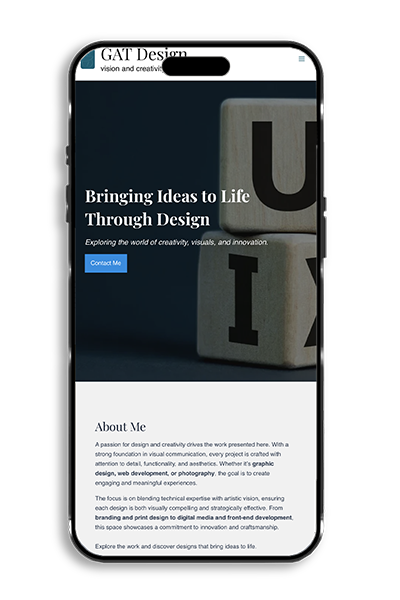 GAT Design
vision and creativity
Bringing Ideas to Life
Through Design
Exploring the world of creativity, visuals, and innovation.
Contact Me
U
I X
About Me
A passion for design and creativity drives the work presented here. With a
strong foundation in visual communication, every project is crafted with
attention to detail, functionality, and aesthetics. Whether it's graphic
design, web development, or photography, the goal is to create
engaging and meaningful experiences.
The focus is on blending technical expertise with artistic vision, ensuring
each design is both visually compelling and strategically effective. From
branding and print design to digital media and front-end development,
this space showcases a commitment to innovation and craftsmanship.
Explore the work and discover designs that bring ideas to life.